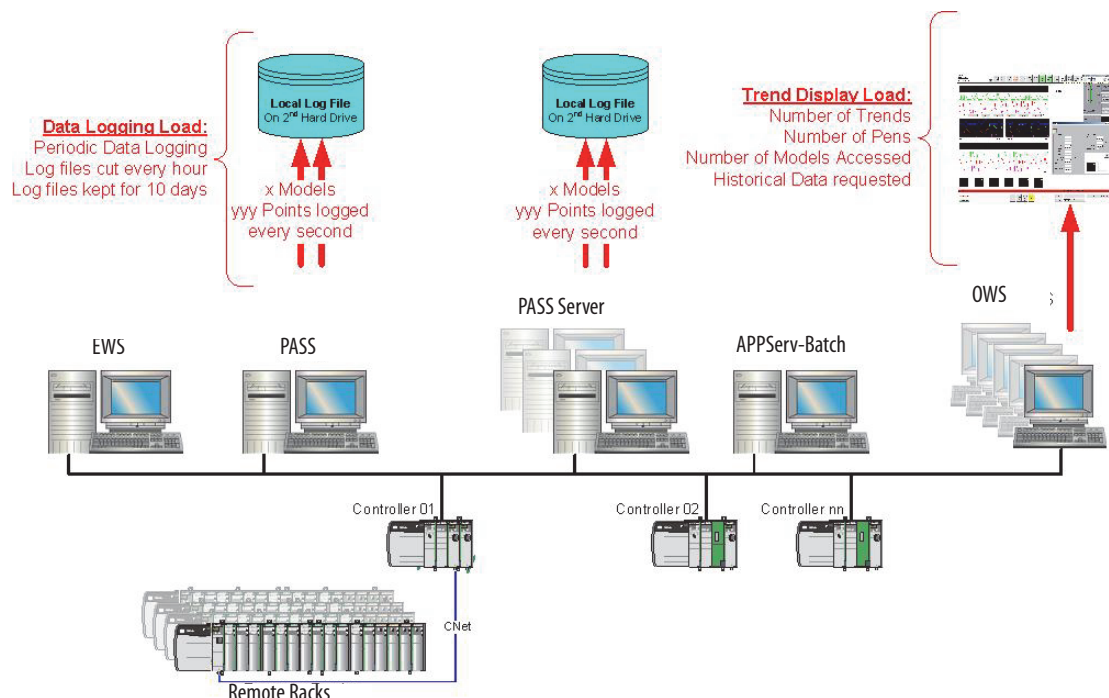 Data Logging Load:
Periodic Data Logging
Log files cut every hour
Log files kept for 10 days
Local Log File
On 2nd Hard Drive
x Models
yyy Points logged
every second
Local Log File
On 2nd Hard Drive
x Models
yyy Points logged
every second
Trend Display Load:
Number of Trends
Number of Pens
Number of Models Accessed
Historical Data requested
EWS
PASS
PASS Server
APPServ-Batch
OWS
s
Controller 01
Controller 02
Controller nn
CNet
Remote Racks